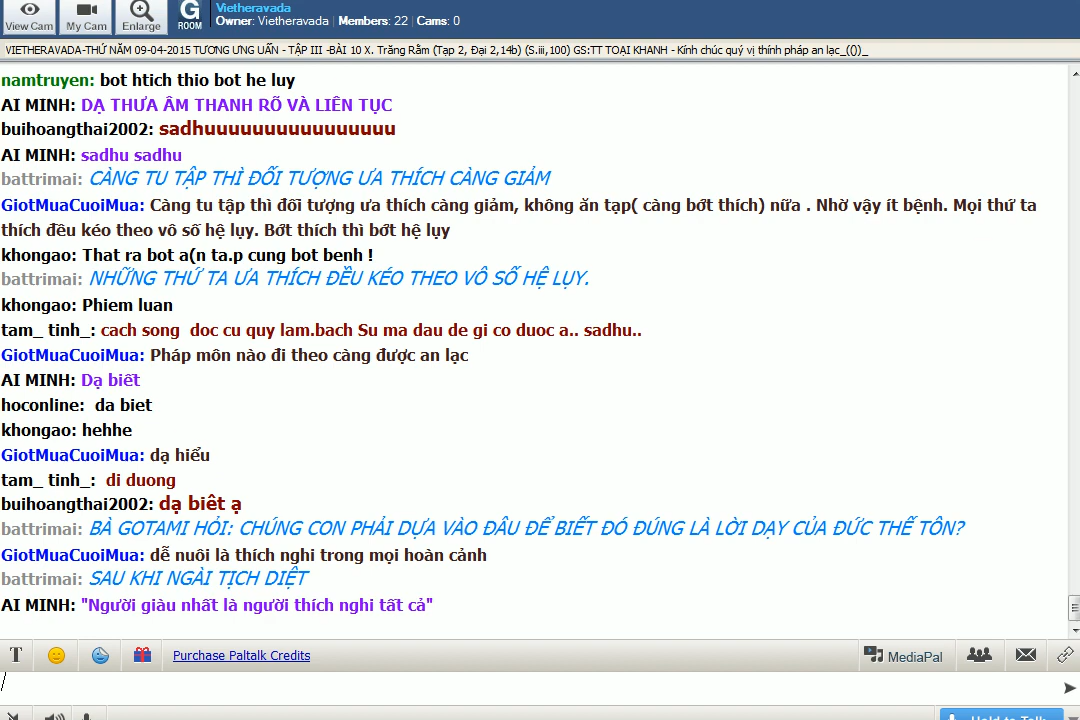 Vietheravada
Owner: Vietheravada | Members: 22 | Cams: 0
View Cam
My Cam
Enlarge
G
ROOM
VIETHERAVADA-THỨ NĂM 09-04-2015 TƯƠNG ƯNG UẨN - TẬP III -BÀI 10 X. Trăng Rằm (Tạp 2, Đại 2,14b) (S.iii,100) GS:TT TOẠI KHANH - Kính chúc quý vị thính pháp an lạc_(())_
namtruyen: bot htich thio bot he luy
AI MINH: DẠ THƯA ÂM THANH RÕ VÀ LIÊN TỤC
buihoangthai2002: sadhuuuuuuuuuuuuuuuu
AI MINH: sadhu sadhu
battrimai: CÀNG TU TẬP THÌ ĐỐI TƯỢNG ƯA THÍCH CÀNG GIẢM
GiotMuaCuoiMua: Càng tu tập thì đối tượng ưa thích càng giảm, không ăn tạp( càng bớt thích) nữa . Nhờ vậy ít bệnh. Mọi thứ ta
thích đều kéo theo vô số hệ lụy. Bớt thích thì bớt hệ lụy
khongao: That ra bot a(n ta.p cung bot benh !
battrimai: NHỮNG THỨ TA ƯA THÍCH ĐỀU KÉO THEO VÔ SỐ HỆ LỤY.
khongao: Phiem luan
tam_ tinh_: cach song  doc cu quy lam.bach Su ma dau de gi co duoc a.. sadhu..
GiotMuaCuoiMua: Pháp môn nào đi theo càng được an lạc
AI MINH: Dạ biết
hoconline:  da biet
khongao: hehhe
GiotMuaCuoiMua: dạ hiểu
tam_ tinh_:  di duong
buihoangthai2002: dạ biêt ạ
battrimai: BÀ GOTAMI HỎI: CHÚNG CON PHẢI DỰA VÀO ĐÂU ĐỂ BIẾT ĐÓ ĐÚNG LÀ LỜI DẠY CỦA ĐỨC THẾ TÔN?
GiotMuaCuoiMua: dễ nuôi là thích nghi trong mọi hoàn cảnh
battrimai: SAU KHI NGÀI TỊCH DIỆT
AI MINH: "Người giàu nhất là người thích nghi tất cả"
T
Purchase Paltalk Credits
MediaPal
/
Hold to Talk